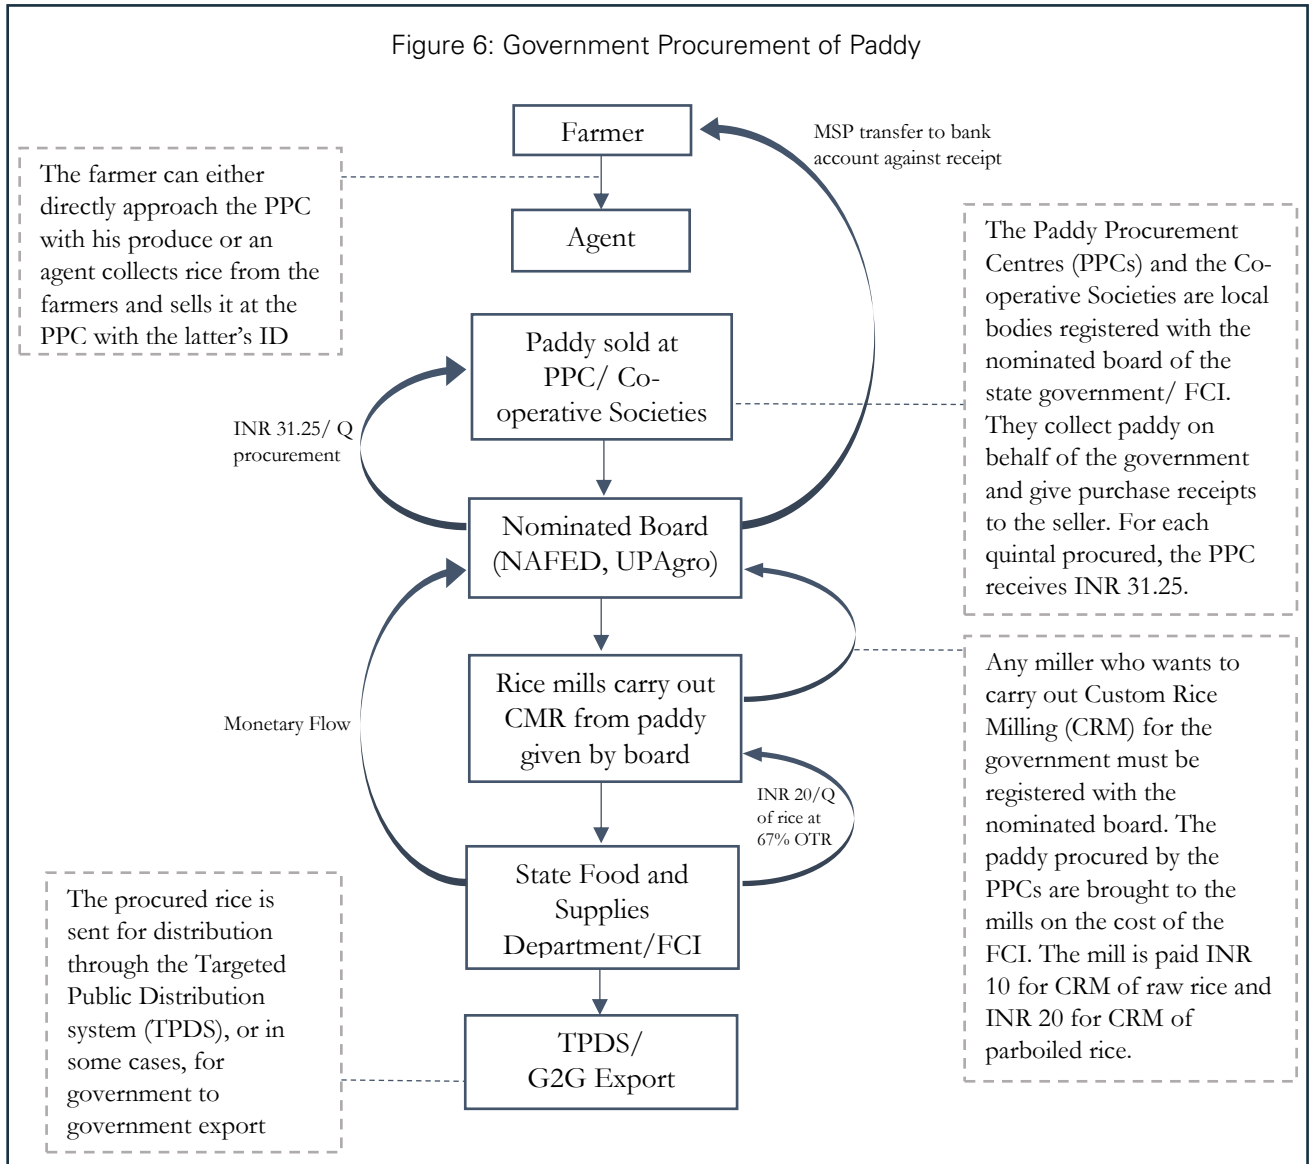 Figure 6: Government Procurement of Paddy
Farmer
MSP transfer to bank
account against receipt
The farmer can either
directly approach the PPC
with his produce or an
agent collects rice from the
farmers and sells it at the
PPC with the latter's ID
Agent
The Paddy Procurement
Centres (PPCs) and the Co-
operative Societies are local
bodies registered with the
nominated board of the
state government/ FCI.
They collect paddy on
behalf of the government
and give purchase receipts
to the seller. For each
quintal procured, the PPC
receives INR 31.25.
Paddy sold at
PPC/ Co-
operative Societies
INR 31.25/ Q
procurement
Nominated Board
(NAFED, UPAgro)
Rice mills carry out
CMR from paddy
given by board
Monetary Flow
Any miller who wants to
carry out Custom Rice
Milling (CRM) for the
government must be
registered with the
nominated board. The
paddy procured by the
PPCs are brought to the
mills on the cost of the
FCI. The mill is paid INR
10 for CRM of raw rice and
INR 20 for CRM of
parboiled rice.
INR 20/Q
of rice at
67% OTR
State Food and
Supplies
Department/FCI
The procured rice is
sent for distribution
through the Targeted
Public Distribution
system (TPDS), or in
some cases, for
government to
government export
TPDS/
G2G Export